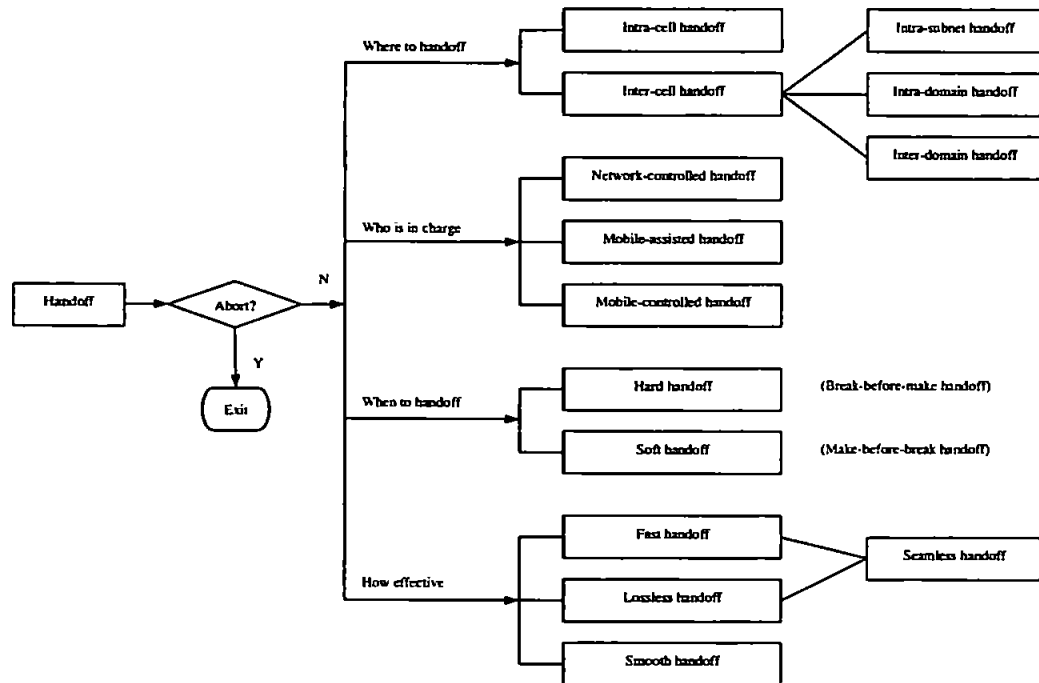 Handoff
Abort?
N
Y
Exit
Where to handoff
Intra-cell handoff
Inter-cell handoff
Intra-subnet handoff
Intra-domain handoff
Inter-domain handoff
Who is in charge
Network-controlled handoff
Mobile-assisted handoff
Mobile-controlled handoff
When to handoff
Hard handoff
(Break-before-make handoff)
Soft handoff
(Make-before-break handoff)
How effective
Fast handoff
Lossless handoff
Smooth handoff
Seamless handoff